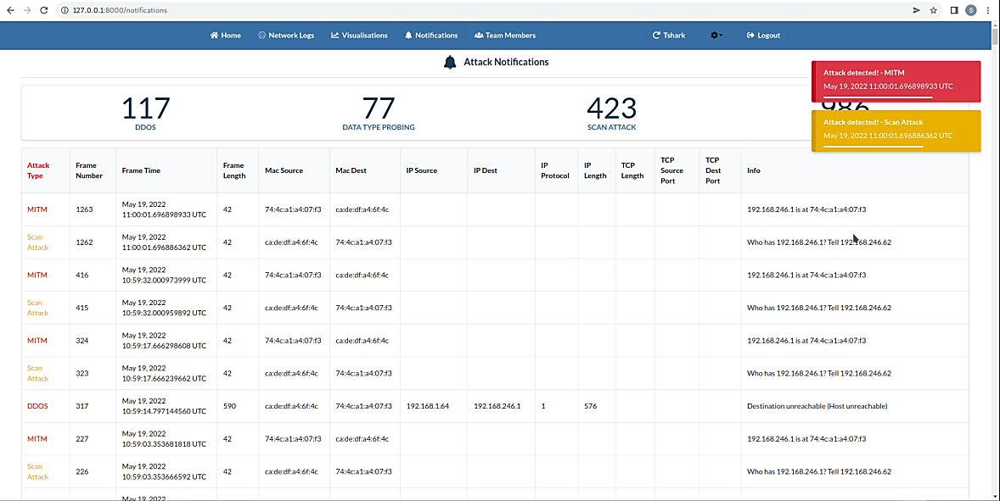 127.0.0.1:8000/notifications
S
Home Network Logs Visualisations Notifications Team Members Tshark Logout
Attack Notifications
Attack detected! - MITM
May 19, 2022 11:00:01.696898933 UTC
117 77 423 986
DDOS DATA TYPE PROBING SCAN ATTACK
Attack detected! - Scan Attack
May 19, 2022 11:00:01.696886362 UTC
Attack Type Frame Number Frame Time Frame Length Mac Source Mac Dest IP Source IP Dest IP Protocol IP Length TCP Length TCP Source Port TCP Dest Port Info
MITM 1263 May 19, 2022 11:00:01.696898933 UTC 42 74:4c:a1:a4:07:f3 ca:de:df:a4:6f:4c 192.168.246.1 is at 74:4c:a1:a4:07:f3
Scan Attack 1262 May 19, 2022 11:00:01.696886362 UTC 42 ca:de:df:a4:6f:4c 74:4c:a1:a4:07:f3 Who has 192.168.246.1? Tell 192.168.246.62
MITM 416 May 19, 2022 10:59:32.000973999 UTC 42 74:4c:a1:a4:07:f3 ca:de:df:a4:6f:4c 192.168.246.1 is at 74:4c:a1:a4:07:f3
Scan Attack 415 May 19, 2022 10:59:32.000959892 UTC 42 ca:de:df:a4:6f:4c 74:4c:a1:a4:07:f3 Who has 192.168.246.1? Tell 192.168.246.62
MITM 324 May 19, 2022 10:59:17.666298608 UTC 42 74:4c:a1:a4:07:f3 ca:de:df:a4:6f:4c 192.168.246.1 is at 74:4c:a1:a4:07:f3
Scan Attack 323 May 19, 2022 10:59:17.666239662 UTC 42 ca:de:df:a4:6f:4c 74:4c:a1:a4:07:f3 Who has 192.168.246.1? Tell 192.168.246.62
DDOS 317 May 19, 2022 10:59:14.797144560 UTC 590 ca:de:df:a4:6f:4c 74:4c:a1:a4:07:f3 192.168.1.64 192.168.246.1 1 576 Destination unreachable (Host unreachable)
MITM 227 May 19, 2022 10:59:03.353681818 UTC 42 74:4c:a1:a4:07:f3 ca:de:df:a4:6f:4c 192.168.246.1 is at 74:4c:a1:a4:07:f3
Scan Attack 226 May 19, 2022 10:59:03.353666592 UTC 42 ca:de:df:a4:6f:4c 74:4c:a1:a4:07:f3 Who has 192.168.246.1? Tell 192.168.246.62
May 19, 2022